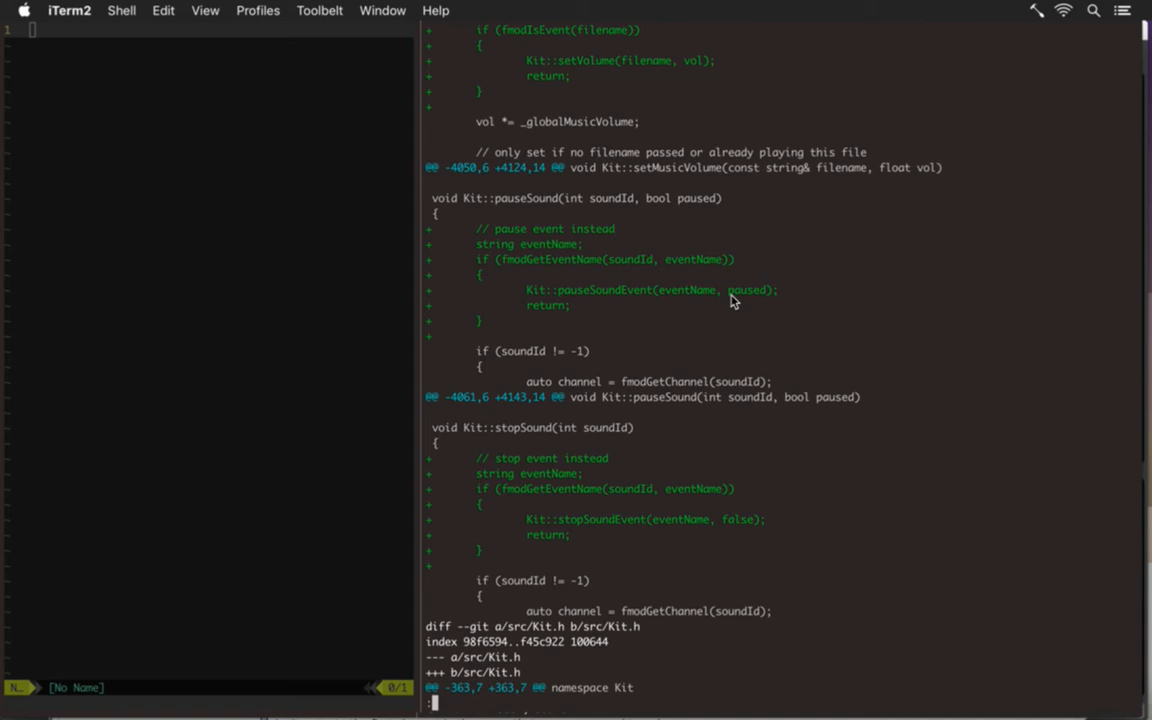 iTerm2 Shell Edit View Profiles Toolbelt Window Help
1
+ if (fmodIsEvent(filename))
+ {
+ Kit::setVolume(filename, vol);
+ return;
+ }
+
vol *= _globalMusicVolume;
// only set if no filename passed or already playing this file
@@ -4050,6 +4124,14 @@ void Kit::setMusicVolume(const string& filename, float vol)
void Kit::pauseSound(int soundId, bool paused)
{
+ // pause event instead
+ string eventName;
+ if (fmodGetEventName(soundId, eventName))
+ {
+ Kit::pauseSoundEvent(eventName, paused);
+ return;
+ }
+
if (soundId != -1)
{
auto channel = fmodGetChannel(soundId);
@@ -4061,6 +4143,14 @@ void Kit::pauseSound(int soundId, bool paused)
void Kit::stopSound(int soundId)
{
+ // stop event instead
+ string eventName;
+ if (fmodGetEventName(soundId, eventName))
+ {
+ Kit::stopSoundEvent(eventName, false);
+ return;
+ }
+
if (soundId != -1)
{
auto channel = fmodGetChannel(soundId);
diff --git a/src/Kit.h b/src/Kit.h
index 98f6594..f45c922 100644
--- a/src/Kit.h
+++ b/src/Kit.h
@@ -363,7 +363,7 @@ namespace Kit
:
N... [No Name] 0/1